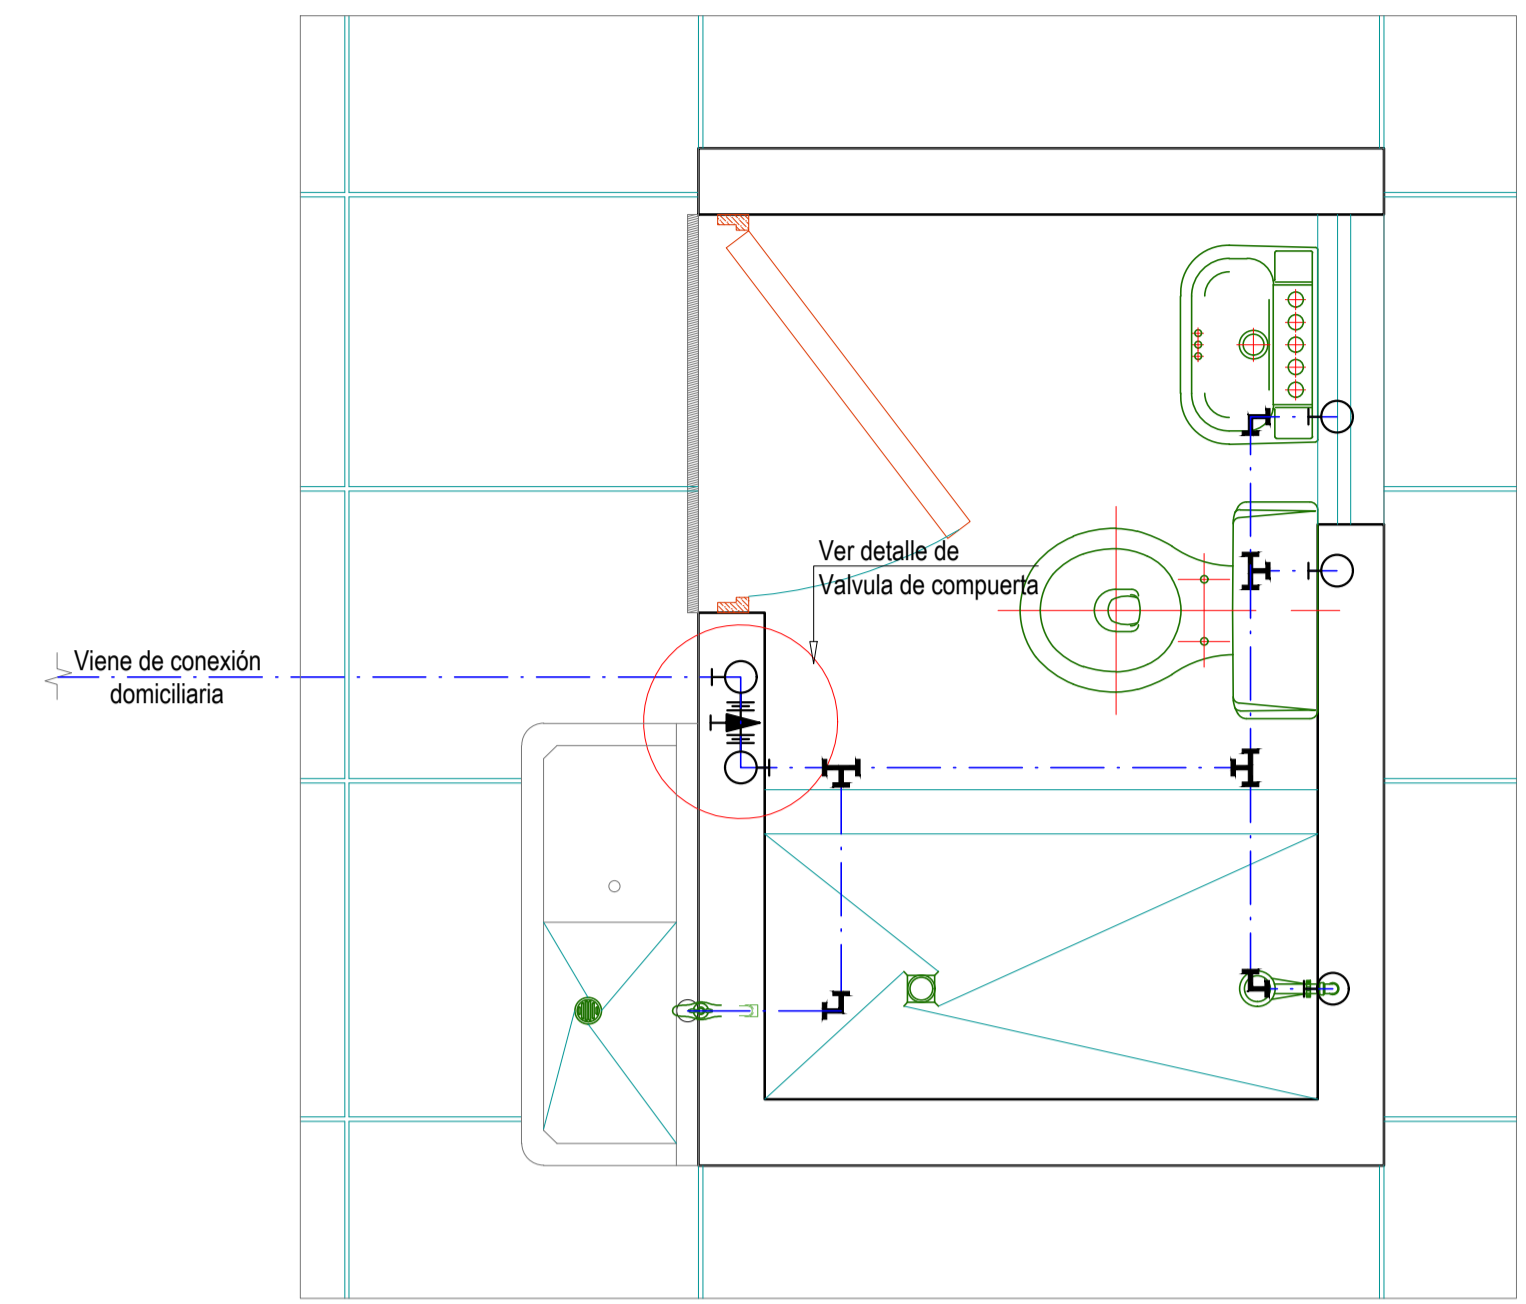 Ver detalle de
Valvula de compuerta
Viene de conexión
domiciliaria